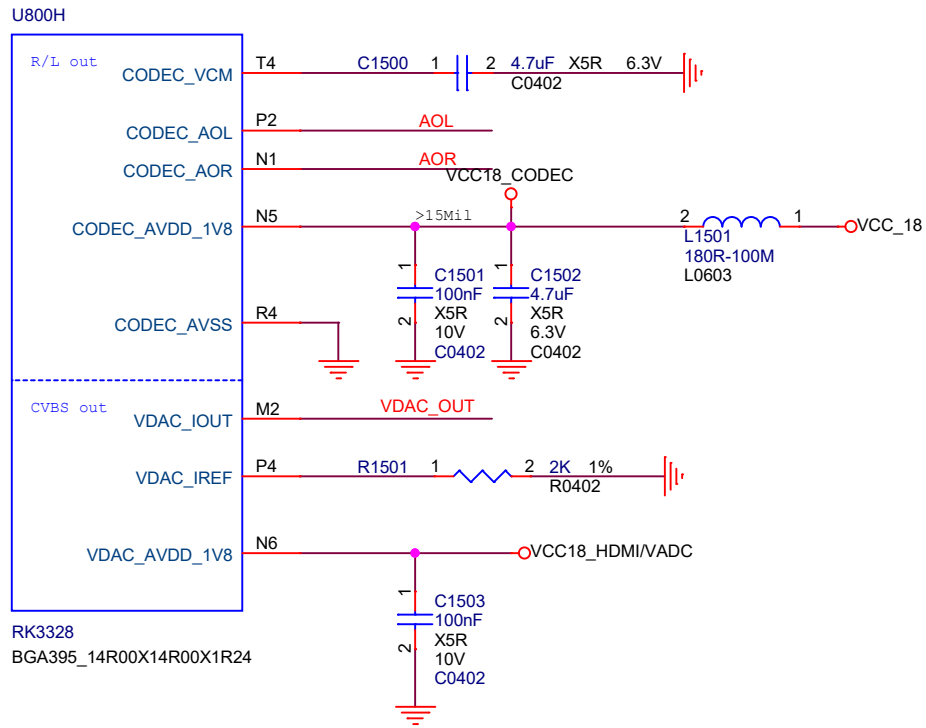 U800H
R/L out
CODEC_VCM T4 C1500 1 2 4.7uF X5R 6.3V
C0402
CODEC_AOL P2 AOL
CODEC_AOR N1 AOR
VCC18_CODEC
CODEC_AVDD_1V8 N5 >15Mil 2 1 VCC_18
L1501
180R-100M
L0603
1 C1501 1 C1502
100nF 4.7uF
2 X5R 2 X5R
10V 6.3V
C0402 C0402
CODEC_AVSS R4
CVBS out
VDAC_IOUT M2 VDAC_OUT
VDAC_IREF P4 R1501 1 2 2K 1%
R0402
VDAC_AVDD_1V8 N6 VCC18_HDMI/VADC
1 C1503
100nF
2 X5R
10V
C0402
RK3328
BGA395_14R00X14R00X1R24